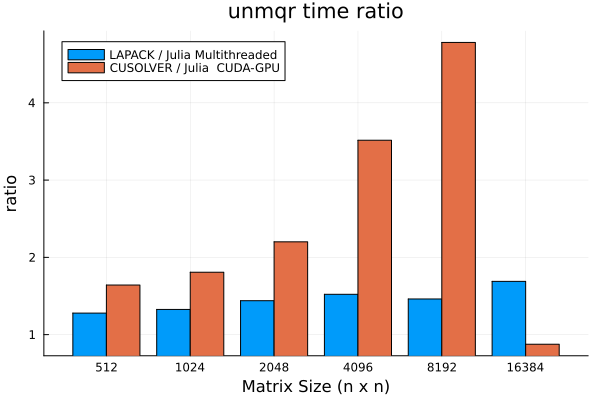 unmqr time ratio
LAPACK / Julia Multithreaded
CUSOLVER / Julia  CUDA-GPU
ratio
4
3
2
1
512 1024 2048 4096 8192 16384
Matrix Size (n x n)